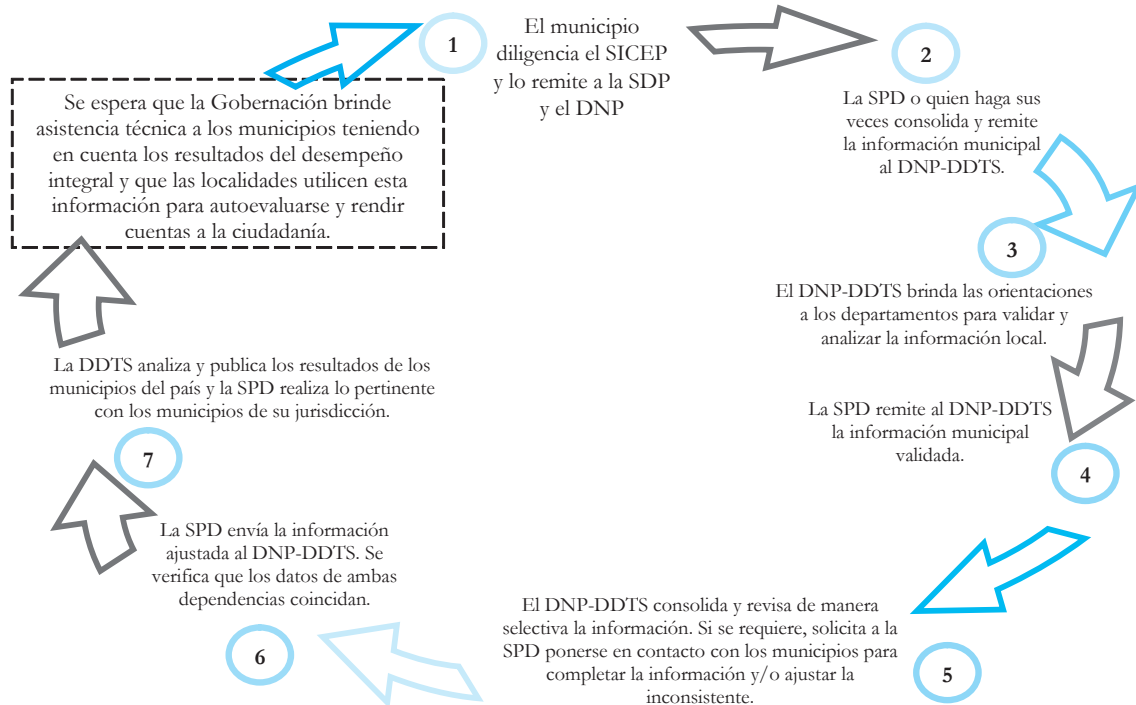 1
El municipio
diligencia el SICEP
y lo remite a la SDP
y el DNP
2
La SPD o quien haga sus
veces consolida y remite
la información municipal
al DNP-DDTS.
3
El DNP-DDTS brinda las orientaciones
a los departamentos para validar y
analizar la información local.
La SPD remite al DNP-DDTS
la información municipal
validada.
4
El DNP-DDTS consolida y revisa de manera
selectiva la información. Si se requiere, solicita a la
SPD ponerse en contacto con los municipios para
completar la información y/o ajustar la
inconsistente.
5
La SPD envía la información
ajustada al DNP-DDTS. Se
verifica que los datos de ambas
dependencias coincidan.
6
La DDTS analiza y publica los resultados de los
municipios del país y la SPD realiza lo pertinente
con los municipios de su jurisdicción.
7
Se espera que la Gobernación brinde
asistencia técnica a los municipios teniendo
en cuenta los resultados del desempeño
integral y que las localidades utilicen esta
información para autoevaluarse y rendir
cuentas a la ciudadanía.